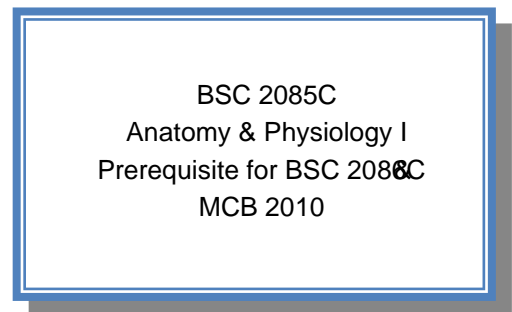 BSC 2085C
Anatomy & Physiology I
Prerequisite for BSC 2086C &
MCB 2010